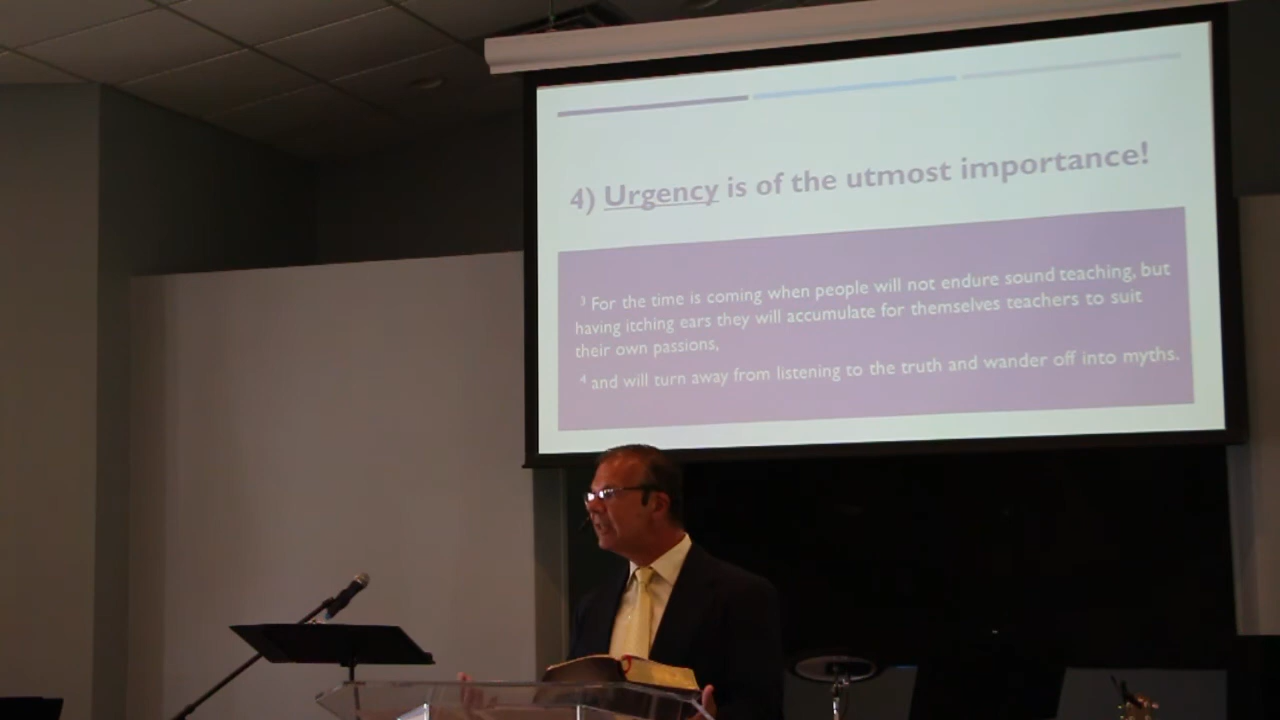 4) Urgency is of the utmost importance!
³ For the time is coming when people will not endure sound teaching, but
having itching ears they will accumulate for themselves teachers to suit
their own passions,
⁴ and will turn away from listening to the truth and wander off into myths.